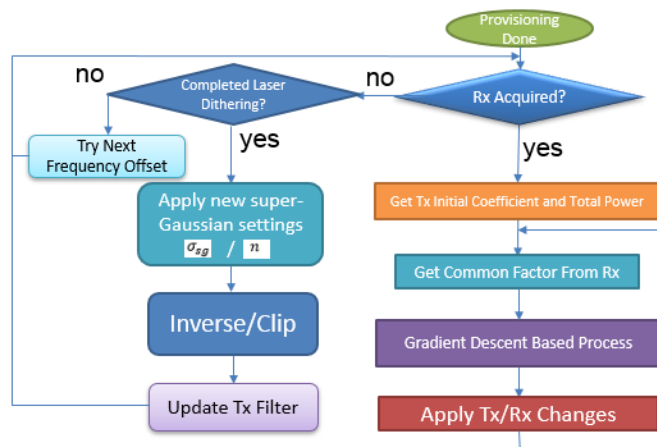 Provisioning
Done
no
Completed Laser
Dithering?
no
Rx Acquired?
Try Next
Frequency Offset
yes
yes
Apply new super-
Gaussian settings
σsg / n
Get Tx Initial Coefficient and Total Power
Get Common Factor From Rx
Inverse/Clip
Gradient Descent Based Process
Update Tx Filter
Apply Tx/Rx Changes